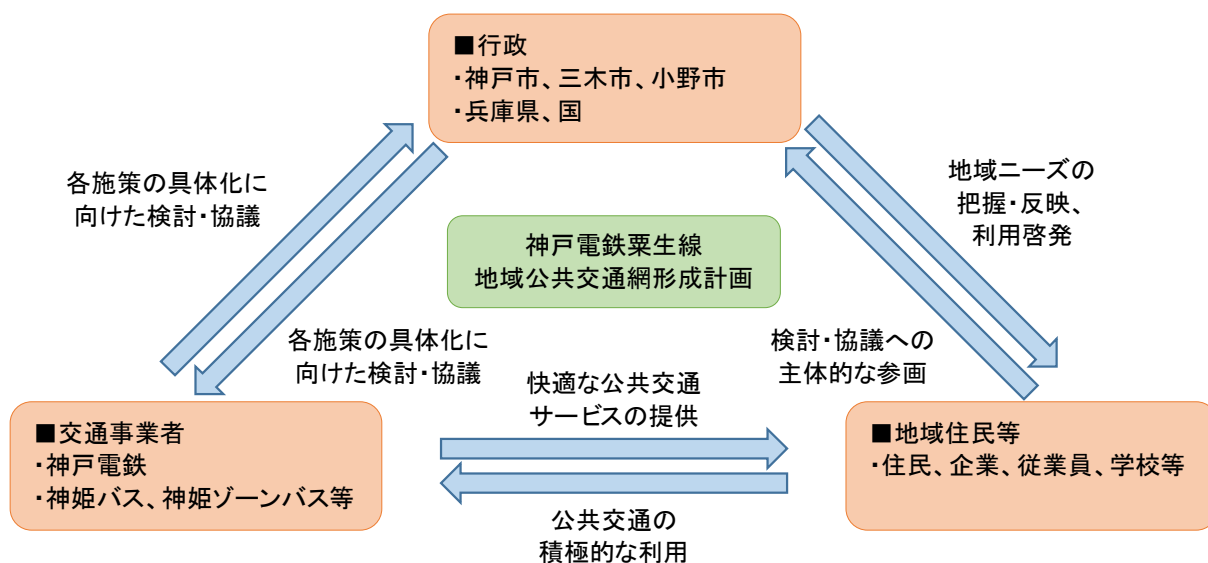 ■行政
・神戸市、三木市、小野市
・兵庫県、国
各施策の具体化に
向けた検討・協議
地域ニーズの
把握・反映、
利用啓発
神戸電鉄粟生線
地域公共交通網形成計画
各施策の具体化に
向けた検討・協議
検討・協議への
主体的な参画
快適な公共交通
サービスの提供
■交通事業者
・神戸電鉄
・神姫バス、神姫ゾーンバス等
■地域住民等
・住民、企業、従業員、学校等
公共交通の
積極的な利用